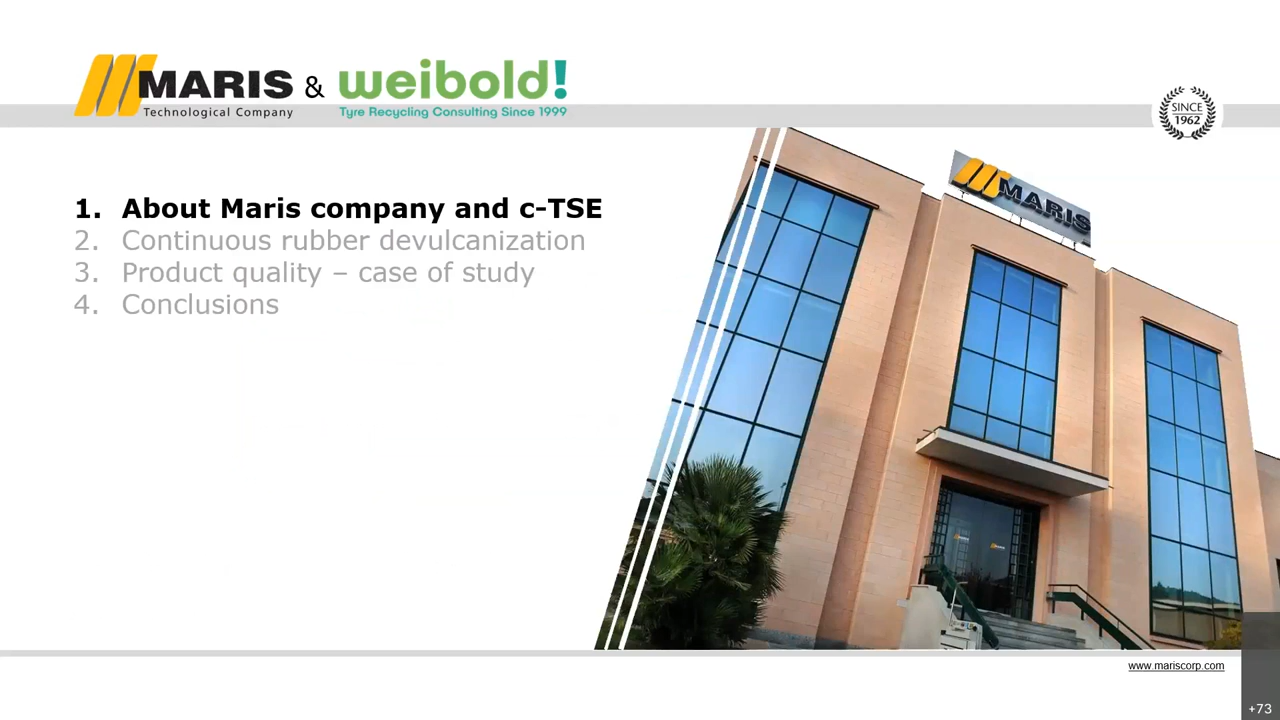 MARIS & weibold!
Technological Company
Tyre Recycling Consulting Since 1999
SINCE
1962
MARIS
1. About Maris company and c-TSE
2. Continuous rubber devulcanization
3. Product quality – case of study
4. Conclusions
www.mariscorp.com
+73